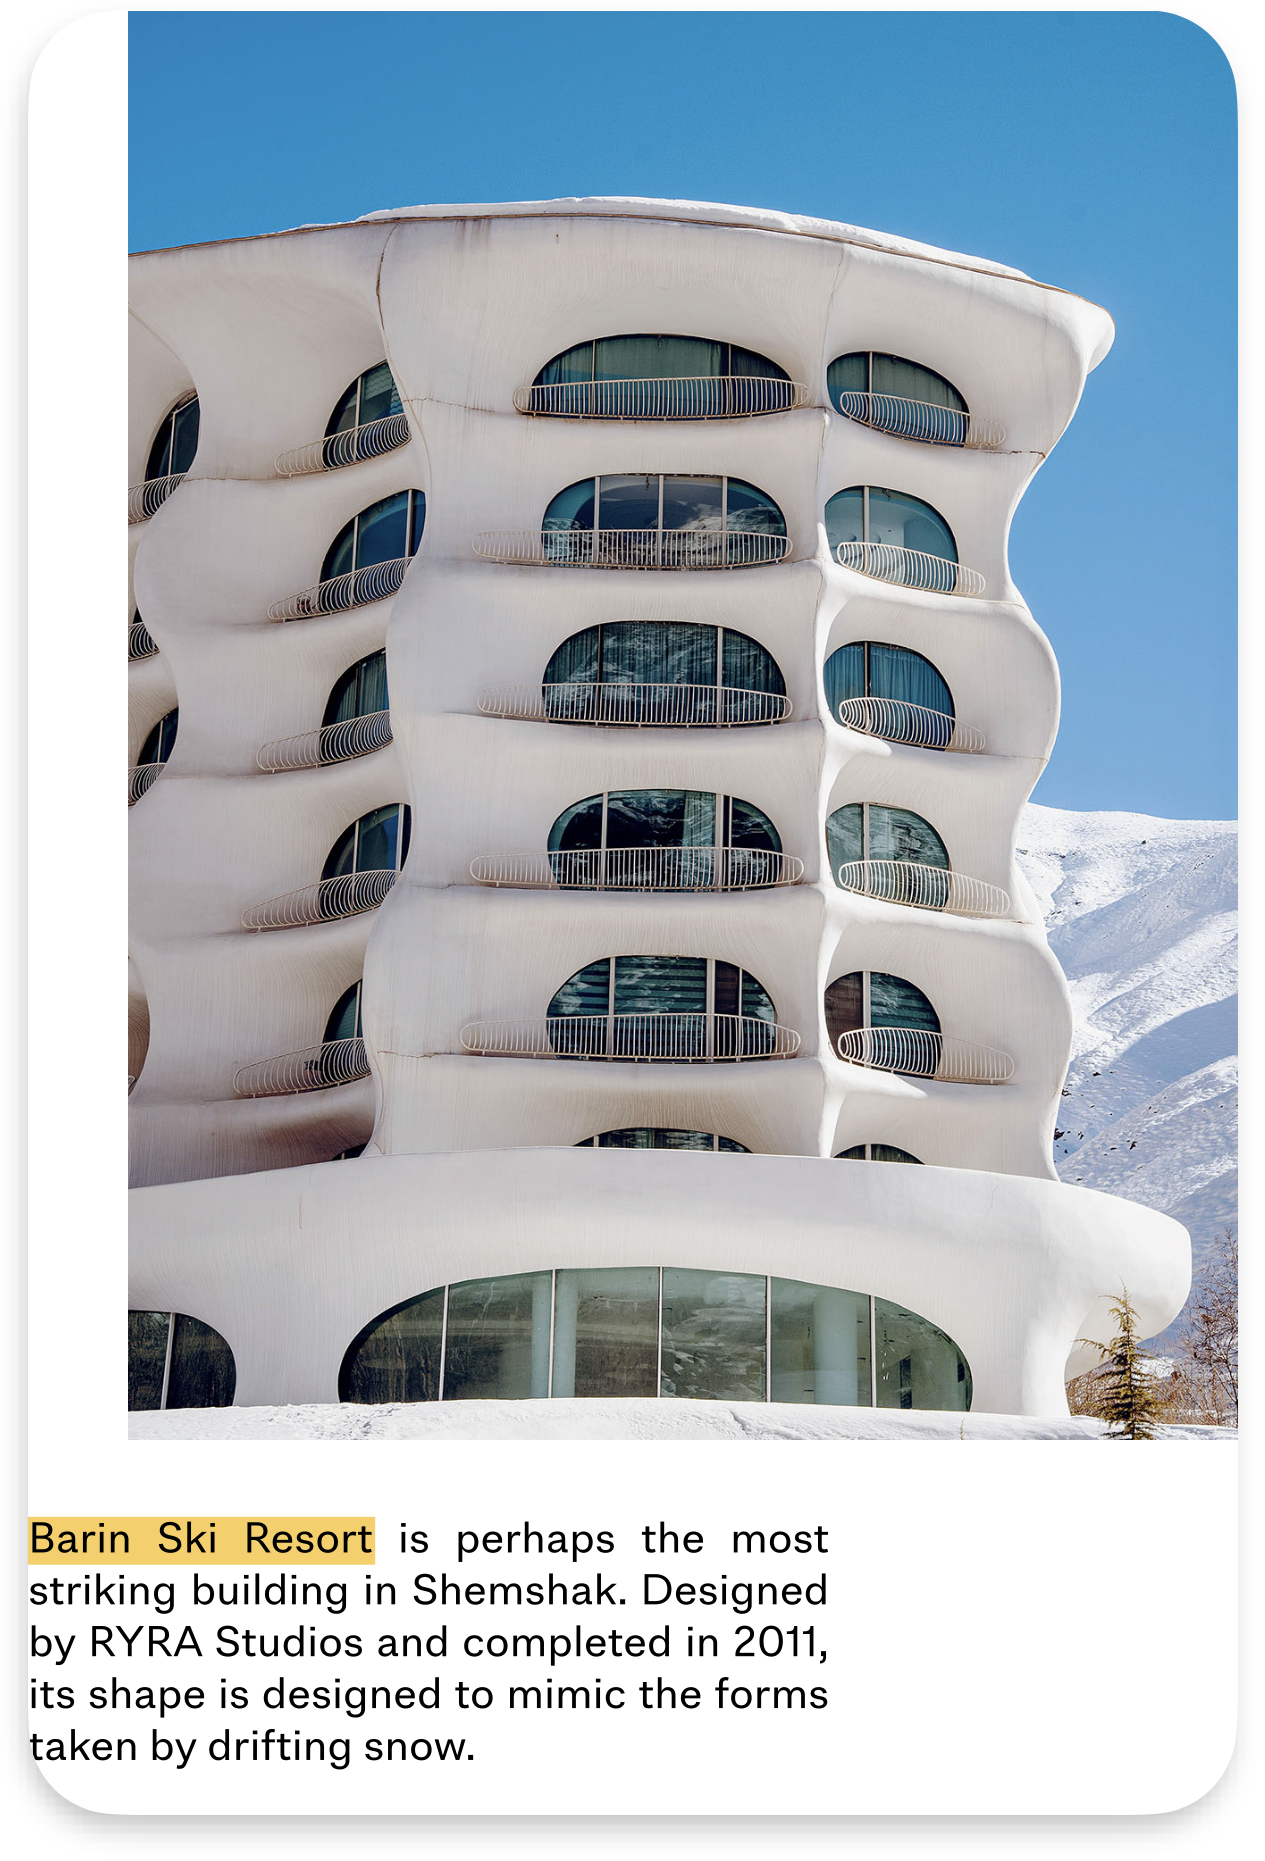 Barin Ski Resort is perhaps the most
striking building in Shemshak. Designed
by RYRA Studios and completed in 2011,
its shape is designed to mimic the forms
taken by drifting snow.